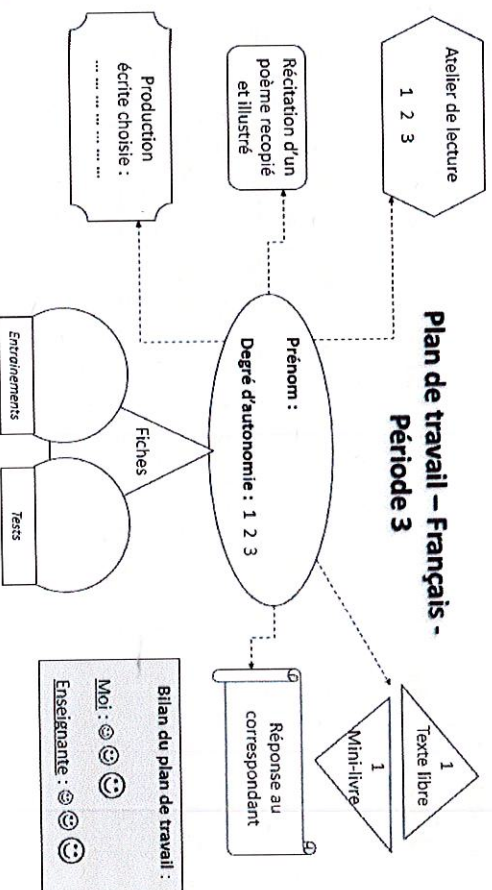 Plan de travail – Français -
Période 3
Atelier de lecture
1 2 3
Récitation d'un
poème recopié
et illustré
Production
écrite choisie :
... ... ... ... ... ...
Prénom :
Degré d'autonomie : 1 2 3
Fiches
Entrainements
Tests
1
Texte libre
1
Mini-livre
Réponse au
correspondant
Bilan du plan de travail :
Moi : ☺ ☺ ☺
Enseignante : ☺ ☺ ☺